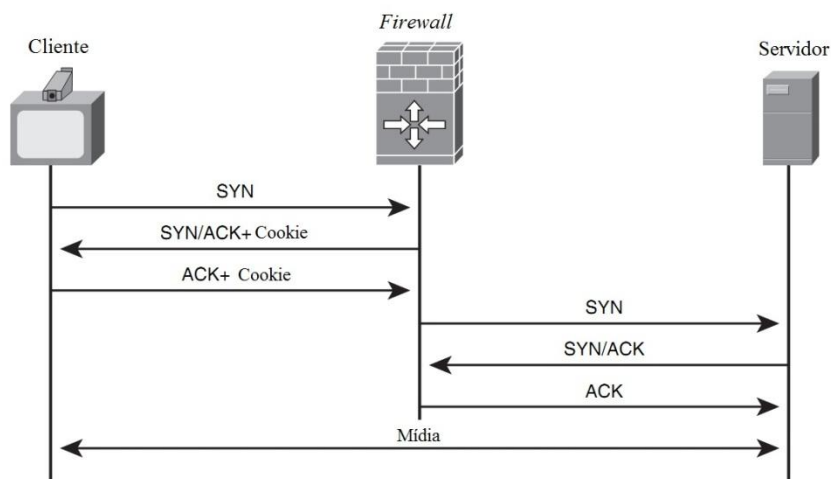 Firewall
Cliente
Servidor
SYN
SYN/ACK+ Cookie
ACK+ Cookie
SYN
SYN/ACK
ACK
Mídia